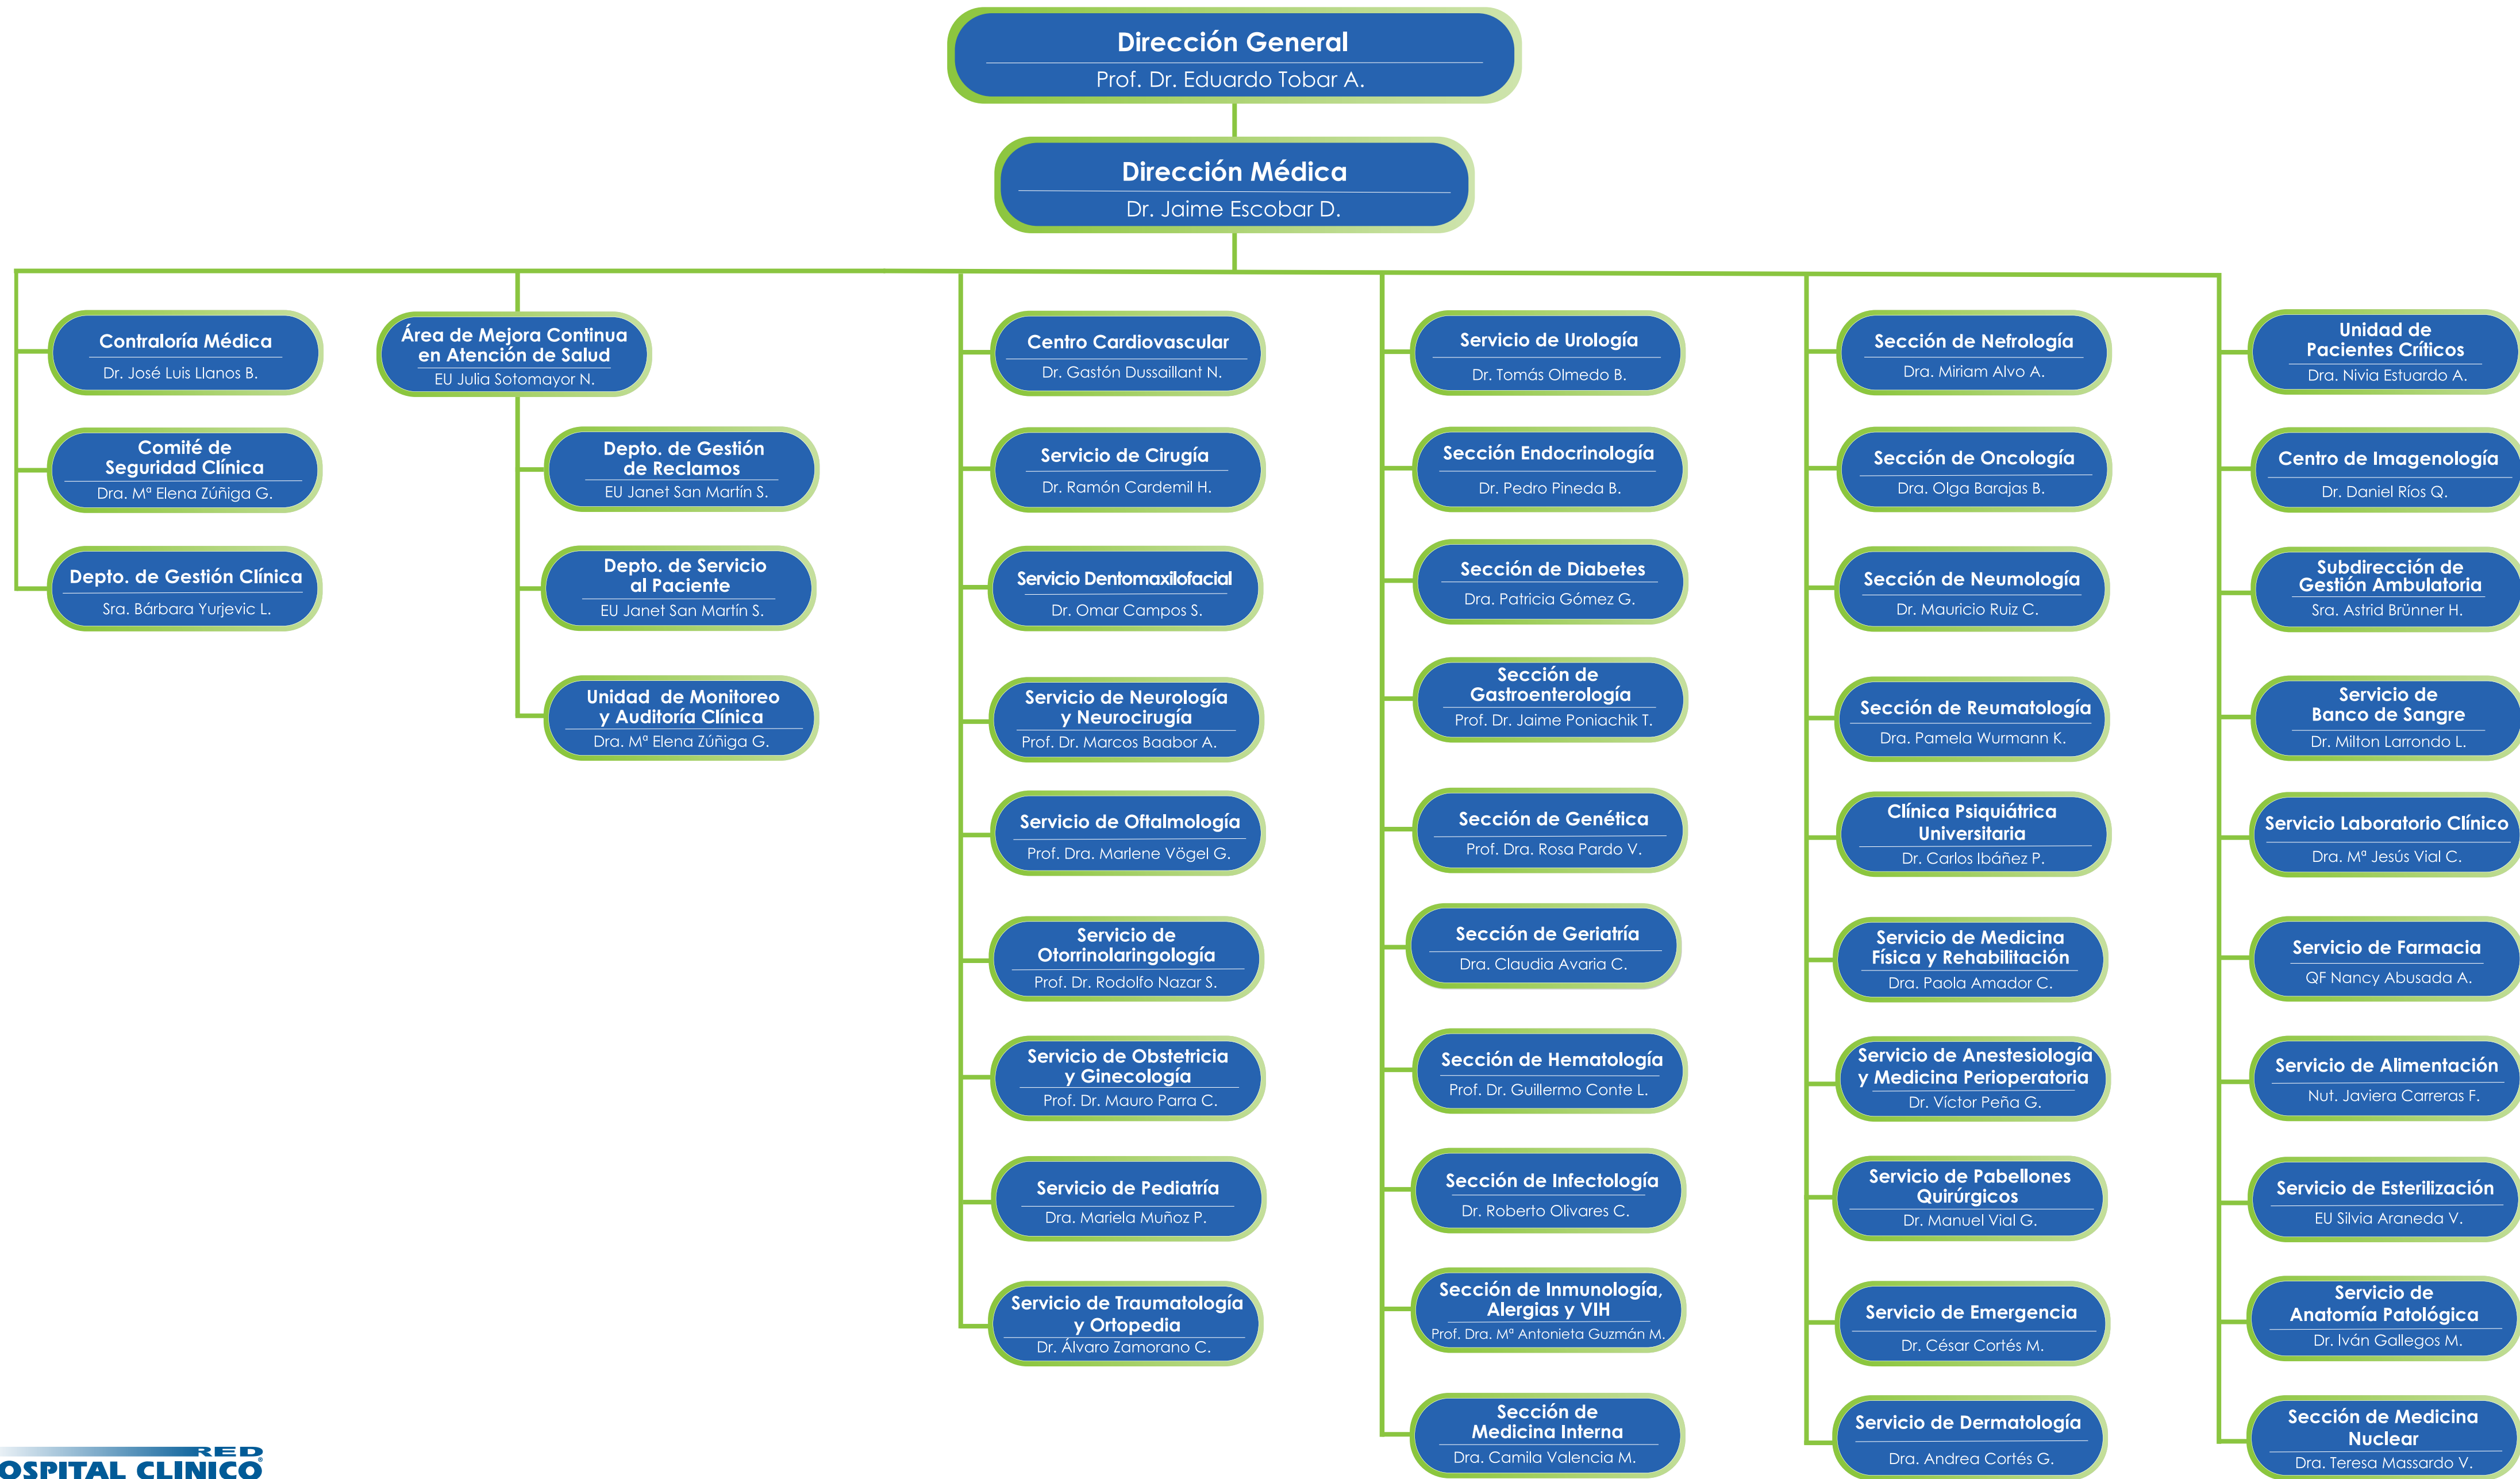 Dirección General
Prof. Dr. Eduardo Tobar A.
Dirección Médica
Dr. Jaime Escobar D.
Contraloría Médica
Dr. José Luis Llanos B.
Comité de
Seguridad Clínica
Dra. Mª Elena Zúñiga G.
Depto. de Gestión Clínica
Sra. Bárbara Yurjevic L.
Área de Mejora Continua
en Atención de Salud
EU Julia Sotomayor N.
Depto. de Gestión
de Reclamos
EU Janet San Martín S.
Depto. de Servicio
al Paciente
EU Janet San Martín S.
Unidad de Monitoreo
y Auditoría Clínica
Dra. Mª Elena Zúñiga G.
Centro Cardiovascular
Dr. Gastón Dussaillant N.
Servicio de Cirugía
Dr. Ramón Cardemil H.
Servicio Dentomaxilofacial
Dr. Omar Campos S.
Servicio de Neurología
y Neurocirugía
Prof. Dr. Marcos Baabor A.
Servicio de Oftalmología
Prof. Dra. Marlene Vögel G.
Servicio de
Otorrinolaringología
Prof. Dr. Rodolfo Nazar S.
Servicio de Obstetricia
y Ginecología
Prof. Dr. Mauro Parra C.
Servicio de Pediatría
Dra. Mariela Muñoz P.
Servicio de Traumatología
y Ortopedia
Dr. Álvaro Zamorano C.
Servicio de Urología
Dr. Tomás Olmedo B.
Sección Endocrinología
Dr. Pedro Pineda B.
Sección de Diabetes
Dra. Patricia Gómez G.
Sección de
Gastroenterología
Prof. Dr. Jaime Poniachik T.
Sección de Genética
Prof. Dra. Rosa Pardo V.
Sección de Geriatría
Dra. Claudia Avaria C.
Sección de Hematología
Prof. Dr. Guillermo Conte L.
Sección de Infectología
Dr. Roberto Olivares C.
Sección de Inmunología,
Alergias y VIH
Prof. Dra. Mª Antonieta Guzmán M.
Sección de
Medicina Interna
Dra. Camila Valencia M.
Sección de Nefrología
Dra. Miriam Alvo A.
Sección de Oncología
Dra. Olga Barajas B.
Sección de Neumología
Dr. Mauricio Ruiz C.
Sección de Reumatología
Dra. Pamela Wurmann K.
Clínica Psiquiátrica
Universitaria
Dr. Carlos Ibáñez P.
Servicio de Medicina
Física y Rehabilitación
Dra. Paola Amador C.
Servicio de Anestesiología
y Medicina Perioperatoria
Dr. Víctor Peña G.
Servicio de Pabellones
Quirúrgicos
Dr. Manuel Vial G.
Servicio de Emergencia
Dr. César Cortés M.
Servicio de Dermatología
Dra. Andrea Cortés G.
Unidad de
Pacientes Críticos
Dra. Nivia Estuardo A.
Centro de Imagenología
Dr. Daniel Ríos Q.
Subdirección de
Gestión Ambulatoria
Sra. Astrid Brünner H.
Servicio de
Banco de Sangre
Dr. Milton Larrondo L.
Servicio Laboratorio Clínico
Dra. Mª Jesús Vial C.
Servicio de Farmacia
QF Nancy Abusada A.
Servicio de Alimentación
Nut. Javiera Carreras F.
Servicio de Esterilización
EU Silvia Araneda V.
Servicio de
Anatomía Patológica
Dr. Iván Gallegos M.
Sección de Medicina
Nuclear
Dra. Teresa Massardo V.
RED
OSPITAL CLINICO®